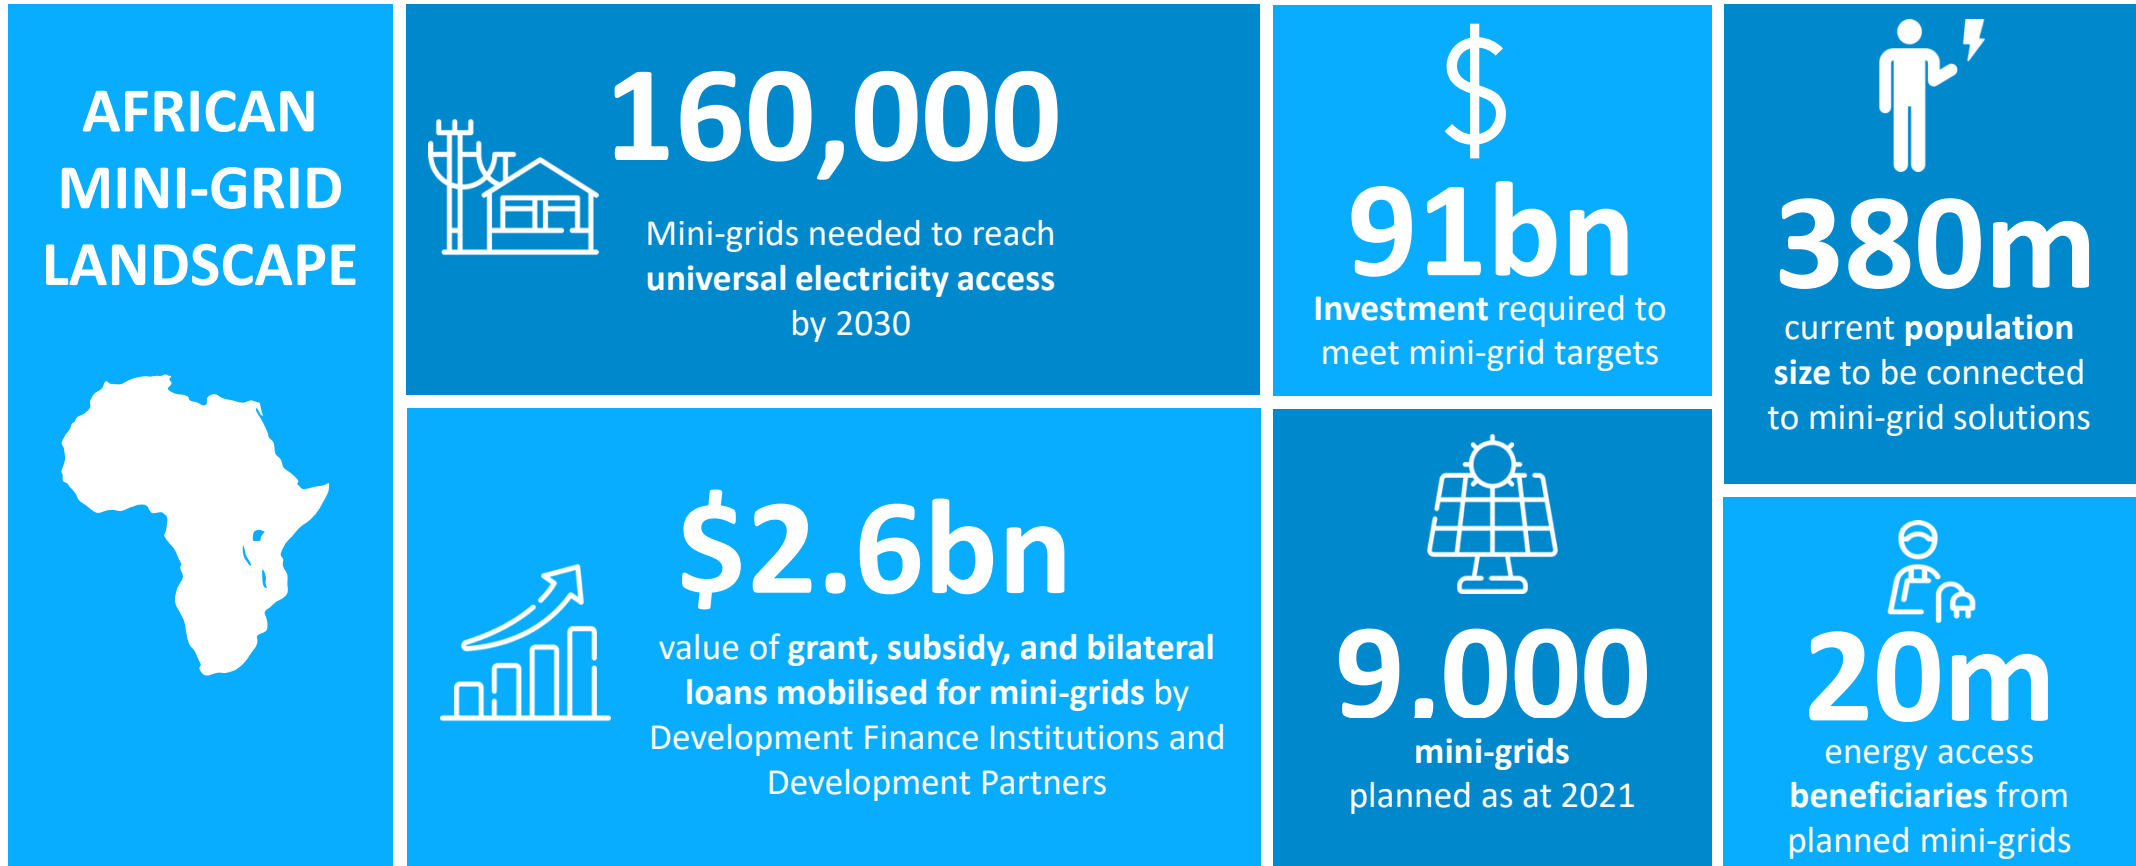 AFRICAN
MINI-GRID
LANDSCAPE
160,000
Mini-grids needed to reach
universal electricity access
by 2030
$
91bn
Investment required to
meet mini-grid targets
380m
current population
size to be connected
to mini-grid solutions
$2.6bn
value of grant, subsidy, and bilateral
loans mobilised for mini-grids by
Development Finance Institutions and
Development Partners
9.000
mini-grids
planned as at 2021
20m
energy access
beneficiaries from
planned mini-grids